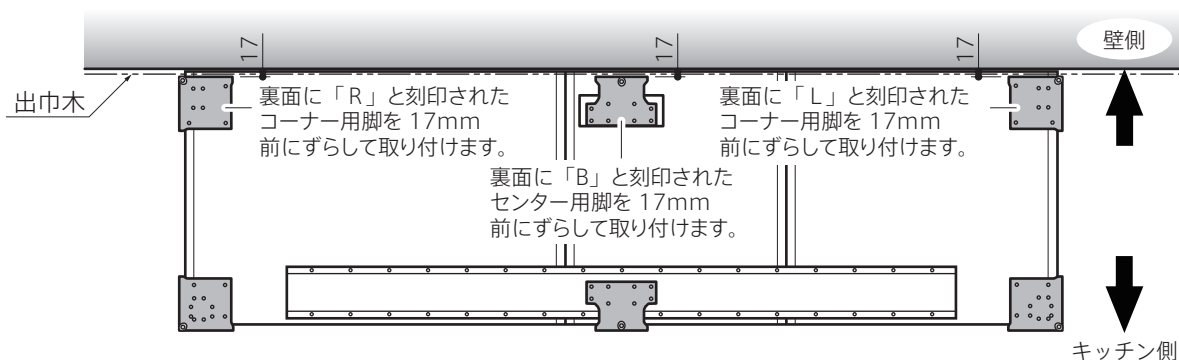 17
17
17
壁側
出巾木
裏面に「R」と刻印された
コーナー用脚を 17mm
前にずらして取り付けます。
裏面に「L」と刻印された
コーナー用脚を 17mm
前にずらして取り付けます。
裏面に「B」と刻印された
センター用脚を 17mm
前にずらして取り付けます。
キッチン側